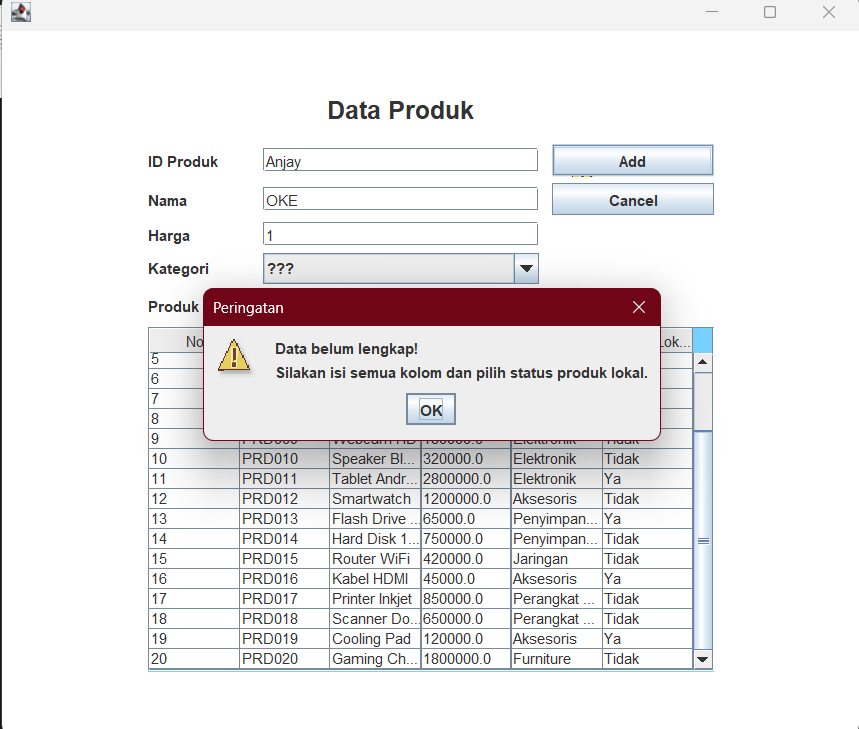 Data Produk
ID Produk Anjay Add
Nama OKE Cancel
Harga 1
Kategori ???
Produk
Peringatan
Data belum lengkap!
Silakan isi semua kolom dan pilih status produk lokal.
OK
No Lok...
5
6
7
8
9 Tidak
10 PRD010 Speaker Bl... 320000.0 Elektronik Tidak
11 PRD011 Tablet Andr... 2800000.0 Elektronik Ya
12 PRD012 Smartwatch 1200000.0 Aksesoris Tidak
13 PRD013 Flash Drive ... 65000.0 Penyimpan... Ya
14 PRD014 Hard Disk 1... 750000.0 Penyimpan... Tidak
15 PRD015 Router WiFi 420000.0 Jaringan Tidak
16 PRD016 Kabel HDMI 45000.0 Aksesoris Ya
17 PRD017 Printer Inkjet 850000.0 Perangkat ... Tidak
18 PRD018 Scanner Do... 650000.0 Perangkat ... Tidak
19 PRD019 Cooling Pad 120000.0 Aksesoris Ya
20 PRD020 Gaming Ch... 1800000.0 Furniture Tidak